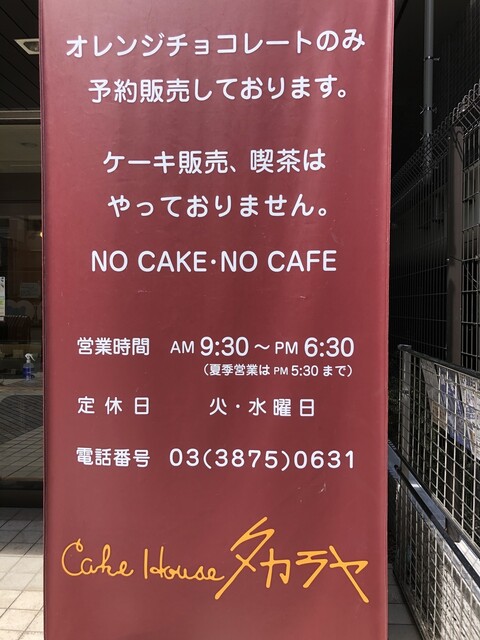 オレンジチョコレートのみ
予約販売しております。
ケーキ販売、喫茶は
やっておりません。
NO CAKE・NO CAFE
営業時間 AM 9:30 ～ PM 6:30
（夏季営業は PM 5:30 まで）
定休日 火・水曜日
電話番号 03(3875)0631
Cake House タカラヤ